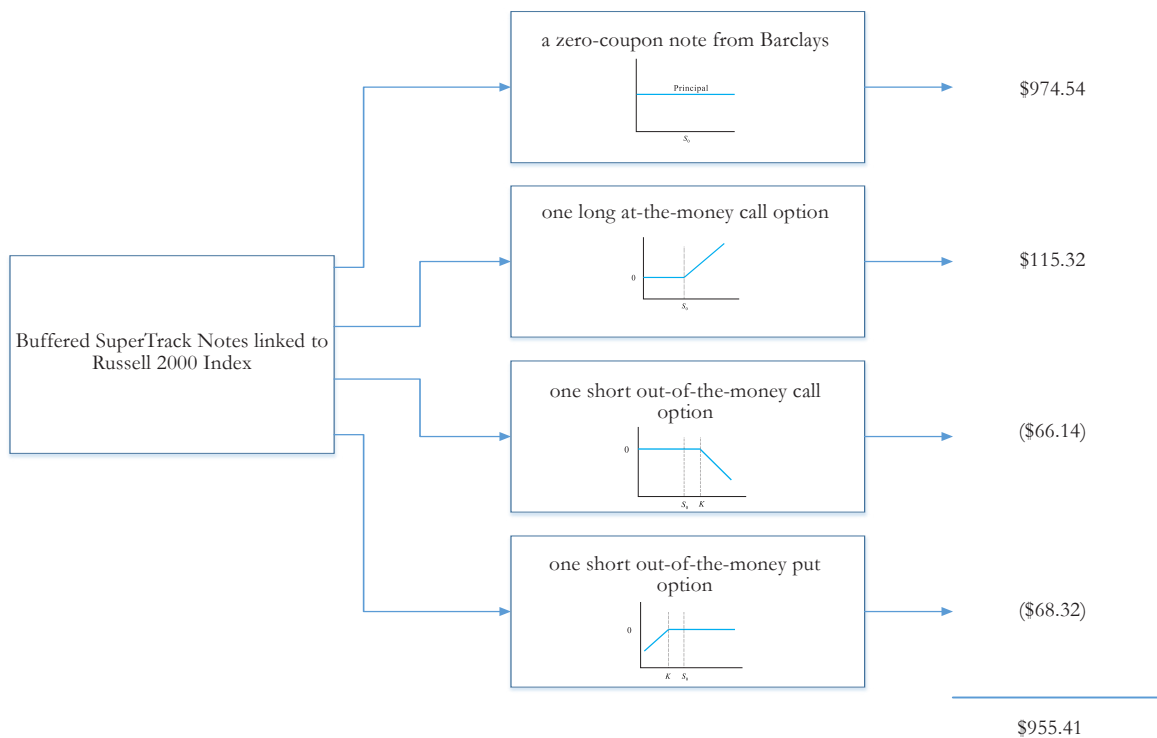 a zero-coupon note from Barclays
Principal
S₀
$974.54
one long at-the-money call option
0
S₀
$115.32
Buffered SuperTrack Notes linked to
Russell 2000 Index
one short out-of-the-money call
option
0
S₀ K
($66.14)
one short out-of-the-money put
option
0
K S₀
($68.32)
$955.41